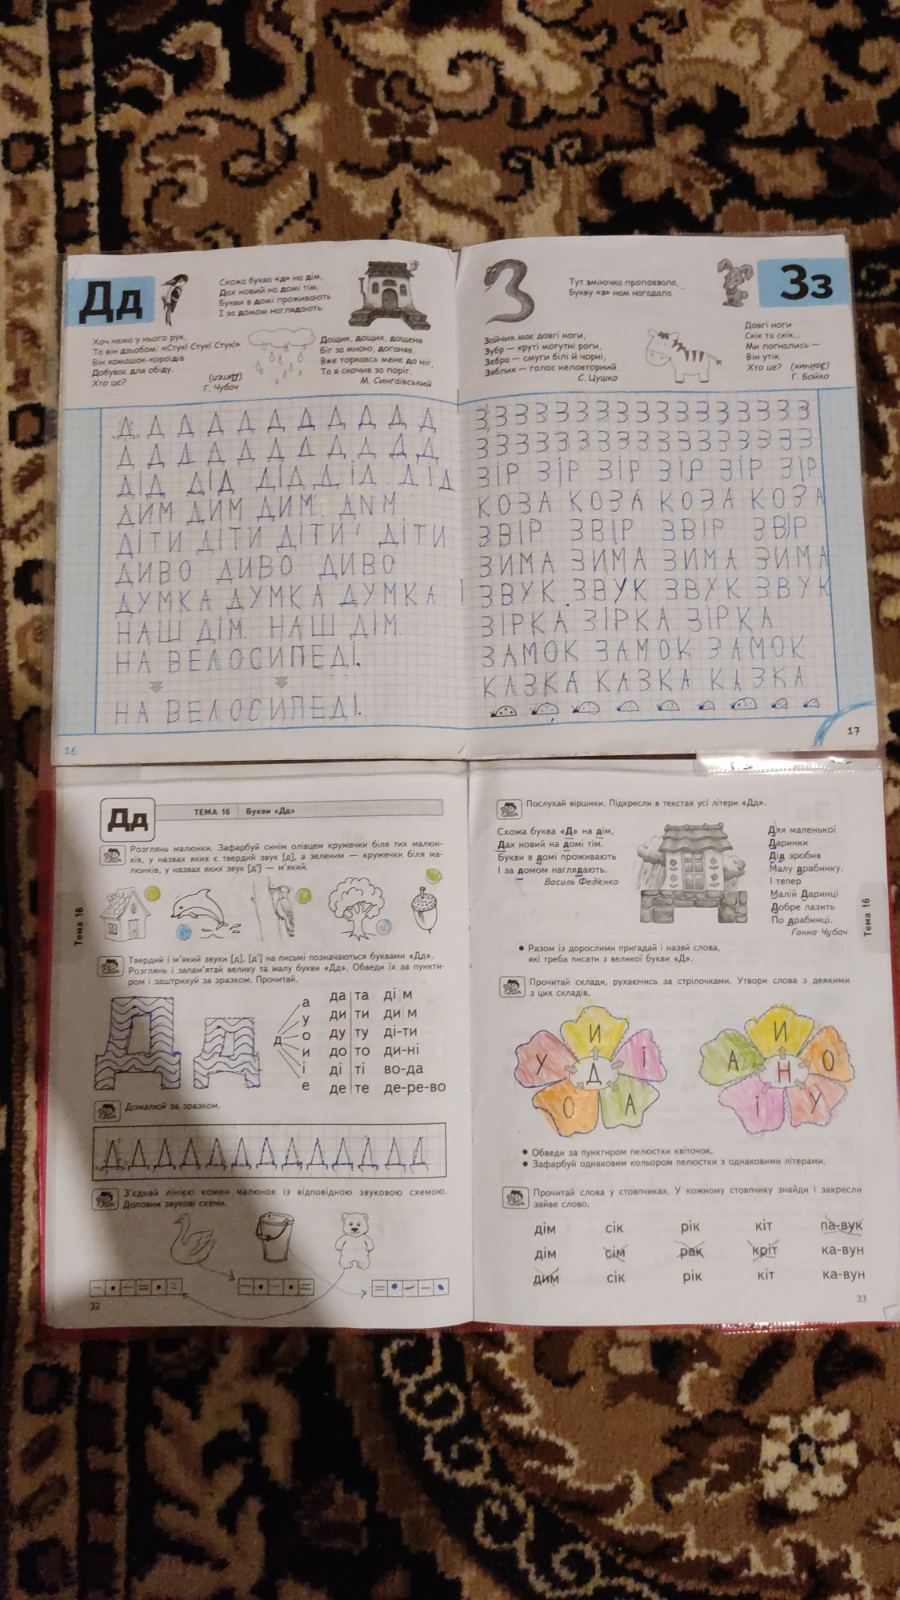 Дд
Схожа буква «д» на дім,
Дах новий на домі тім.
Букви в домі проживають
І за домом наглядають.
Хоч нема у нього рук,
Та він дзьобом: «Стук! Стук! Стук!»
Він комашок-короїдів
Добуває для обіду.
Хто це?
(Дятел)
Г. Чубач
Дощик, дощик, дощена
Біг за мною, доганяв,
Вже торкавсь мене до ніг,
Та я скочив за поріг.
М. Сингаївський
Д Д Д Д Д Д Д Д Д Д Д
Д Д Д Д Д Д Д Д Д Д Д
ДІД ДІД ДІД ДІД ДІД
ДИМ ДИМ ДИМ ДИМ
ДІТИ ДІТИ ДІТИ ДІТИ
ДИВО ДИВО ДИВО
ДУМКА ДУМКА ДУМКА
НАШ ДІМ. НАШ ДІМ.
НА ВЕЛОСИПЕДІ.
НА ВЕЛОСИПЕДІ.
16
Зз
Тут зміючка проповзала,
Букву «з» нам нагадала.
Зайчик має довгі ноги,
Зубр — круті могутні роги,
Зебра — смуги білі й чорні,
Зяблик — голос неповторний.
С. Цушко
Довгі ноги
Скік та скік...
Ми погнались —
Він утік.
Хто це? (Зайчик)
Г. Бойко
З З З З З З З З З З З З З З З З З
З З З З З З З З З З З З З З З З З
ЗІР ЗІР ЗІР ЗІР ЗІР ЗІР
КОЗА КОЗА КОЗА КОЗА
ЗВІР ЗВІР ЗВІР ЗВІР
ЗИМА ЗИМА ЗИМА ЗИМА
ЗВУК ЗВУК ЗВУК ЗВУК
ЗІРКА ЗІРКА ЗІРКА
ЗАМОК ЗАМОК ЗАМОК
КАЗКА КАЗКА КАЗКА
17
Дд
ТЕМА 16 Букви «Дд»
Розглянь малюнки. Зафарбуй синім олівцем кружечки біля тих малюн-
ків, у назвах яких є твердий звук [д], а зеленим — кружечки біля ма-
люнків, у назвах яких звук [д'] — м'який.
Тема 16
Твердий і м'який звуки [д], [д'] на письмі позначаються буквами «Дд».
Розглянь і запам'ятай велику та малу букви «Дд». Обведи їх за пункти-
ром і заштрихуй за зразком. Прочитай.
Д д
д
а
у
о
и
і
е
да та ді м
ди ти ди м
ду ту ді-ти
до то ди-ні
ді ті во-да
де те де-ре-во
Домалюй за зразком.
Д Д Д Д Д Д Д Д Д Д Д Д Д
З'єднай лінією кожен малюнок із відповідною звуковою схемою.
Доповни звукові схеми.
32
Послухай віршики. Підкресли в текстах усі літери «Дд».
Схожа буква «Д» на дім,
Дах новий на домі тім.
Букви в домі проживають
І за домом наглядають.
Василь Федієнко
Для маленької
Даринки
Дід зробив
Малу драбинку.
І тепер
Малій Даринці
Добре лазить
По драбинці.
Ганна Чубач
Тема 16
• Разом із дорослими пригадай і назви слова,
які треба писати з великої букви «Д».
Прочитай склади, рухаючись за стрілочками. Утвори слова з деякими
з цих складів.
И
У Д і
О А
И
А Н О
і У
• Обведи за пунктиром пелюстки квіточок.
• Зафарбуй однаковим кольором пелюстки з однаковими літерами.
Прочитай слова у стовпчиках. У кожному стовпчику знайди і закресли
зайве слово.
дім сік рік кіт па-вук
дім сім рак кріт ка-вун
дим сік рік кіт ка-вун
33